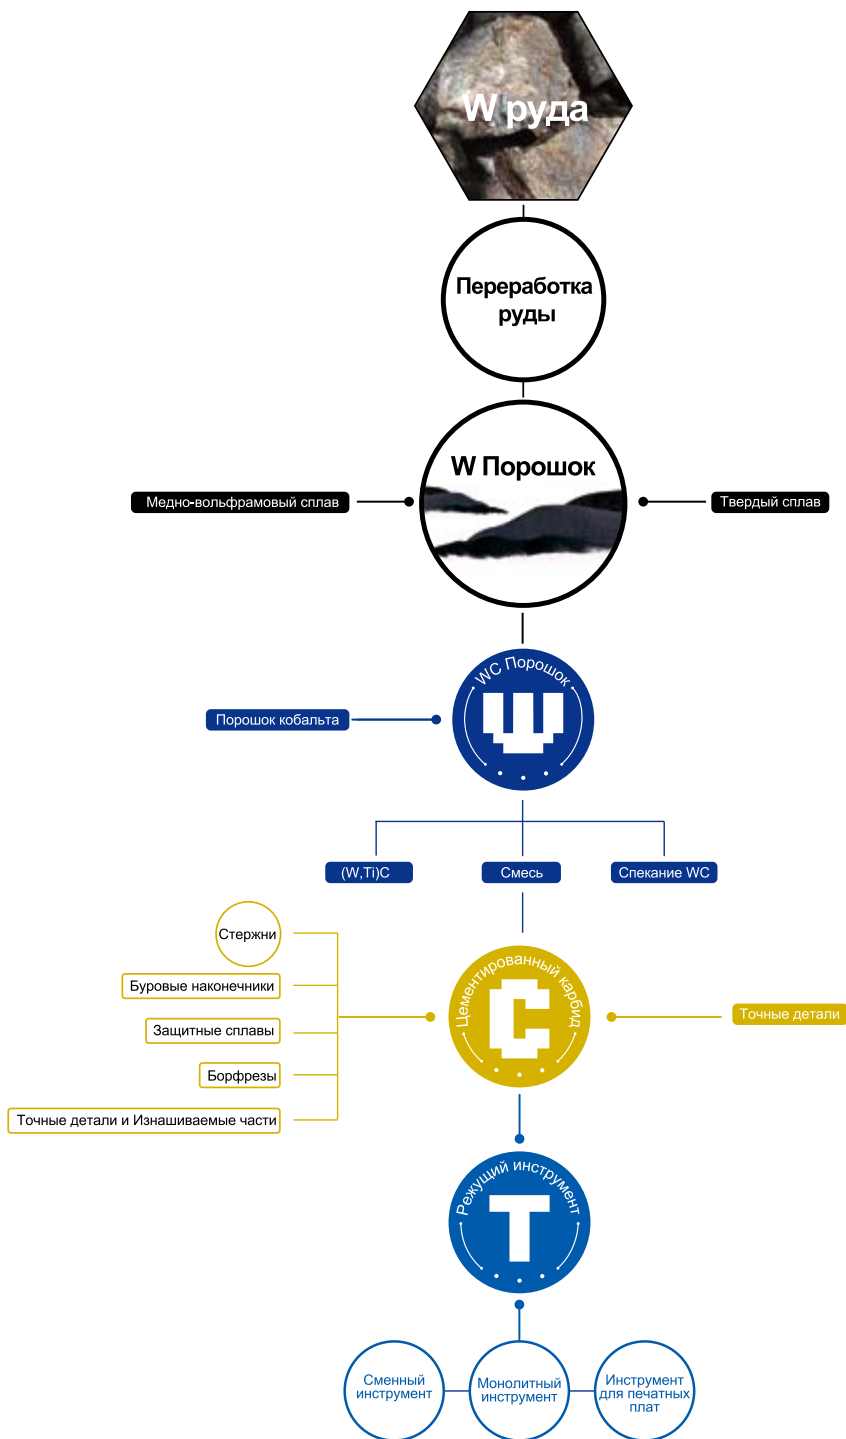 W руда
Переработка
руды
W Порошок
Медно-вольфрамовый сплав
Твердый сплав
WC Порошок
Ш
Порошок кобальта
(W,Ti)C
Смесь
Спекание WC
Стержни
Буровые наконечники
Защитные сплавы
Борфрезы
Точные детали и Изнашиваемые части
Цементированный карбид
C
Точные детали
Режущий инструмент
T
Сменный
инструмент
Монолитный
инструмент
Инструмент
для печатных
плат